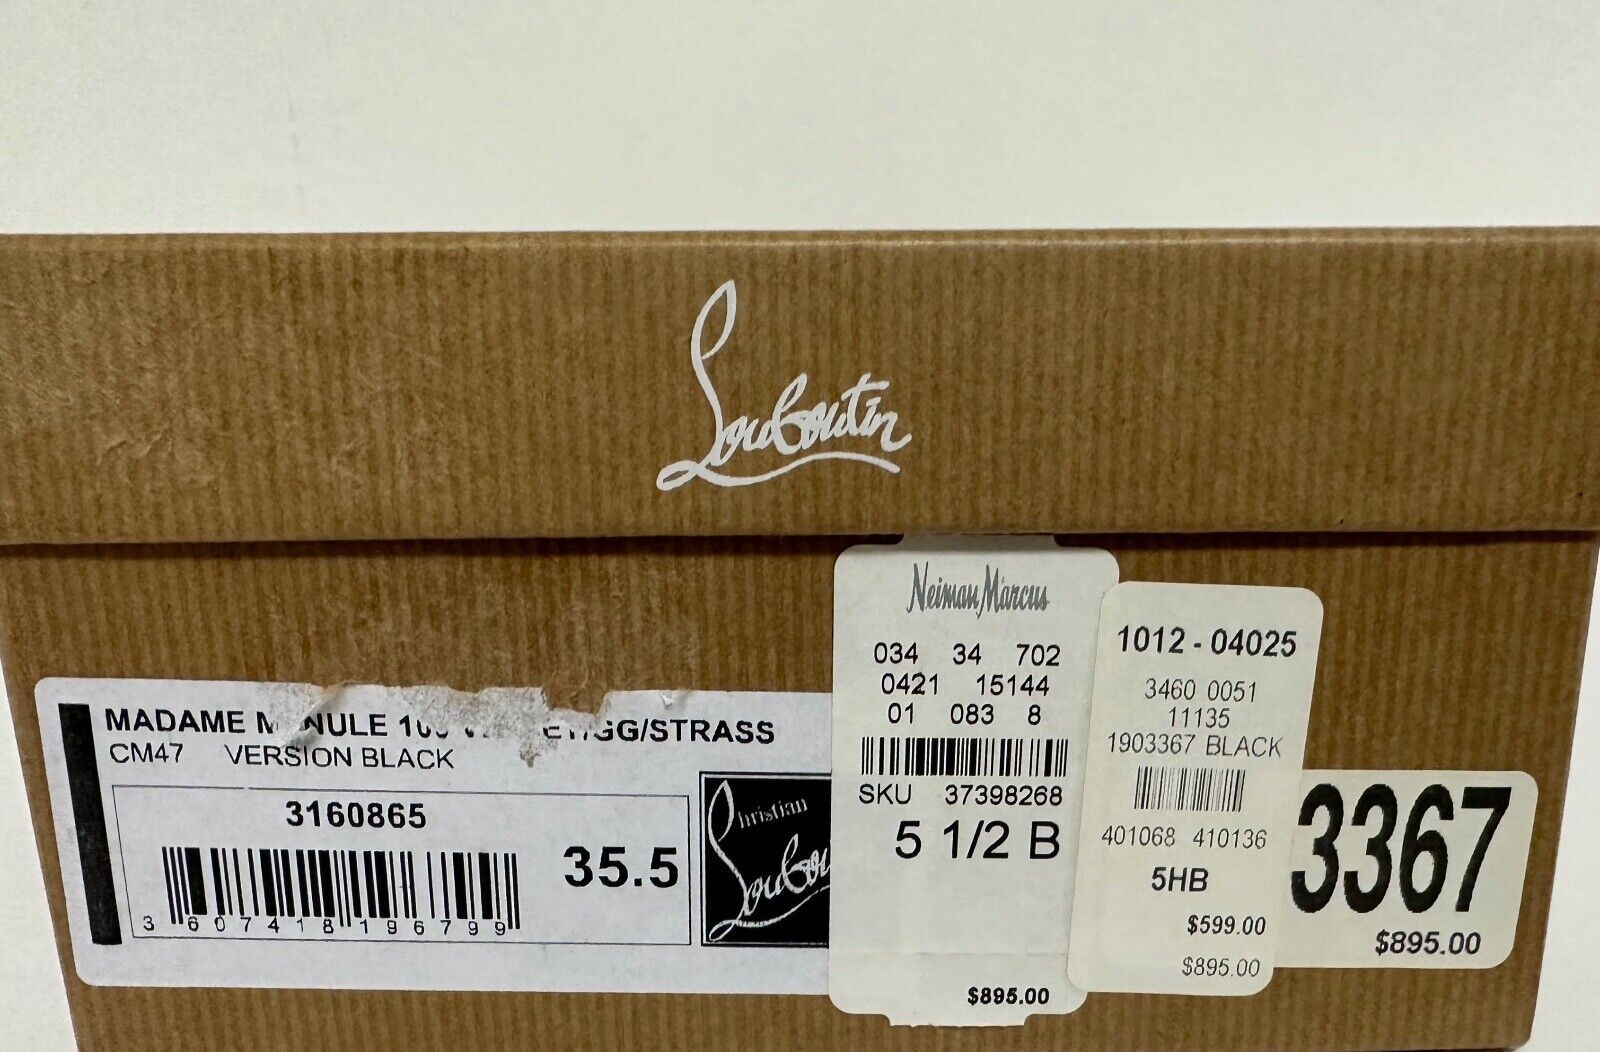 Louboutin
MADAME 100 /STRASS
CM47 VERSION BLACK
3160865
35.5
3 607418 196799
Christian
Louboutin
Neiman Marcus
034 34 702
0421 15144
01 083 8
SKU 37398268
5 1/2 B
$895.00
1012 - 04025
3460 0051
11135
1903367 BLACK
401068 410136
5HB
$599.00
$895.00
3367
$895.00